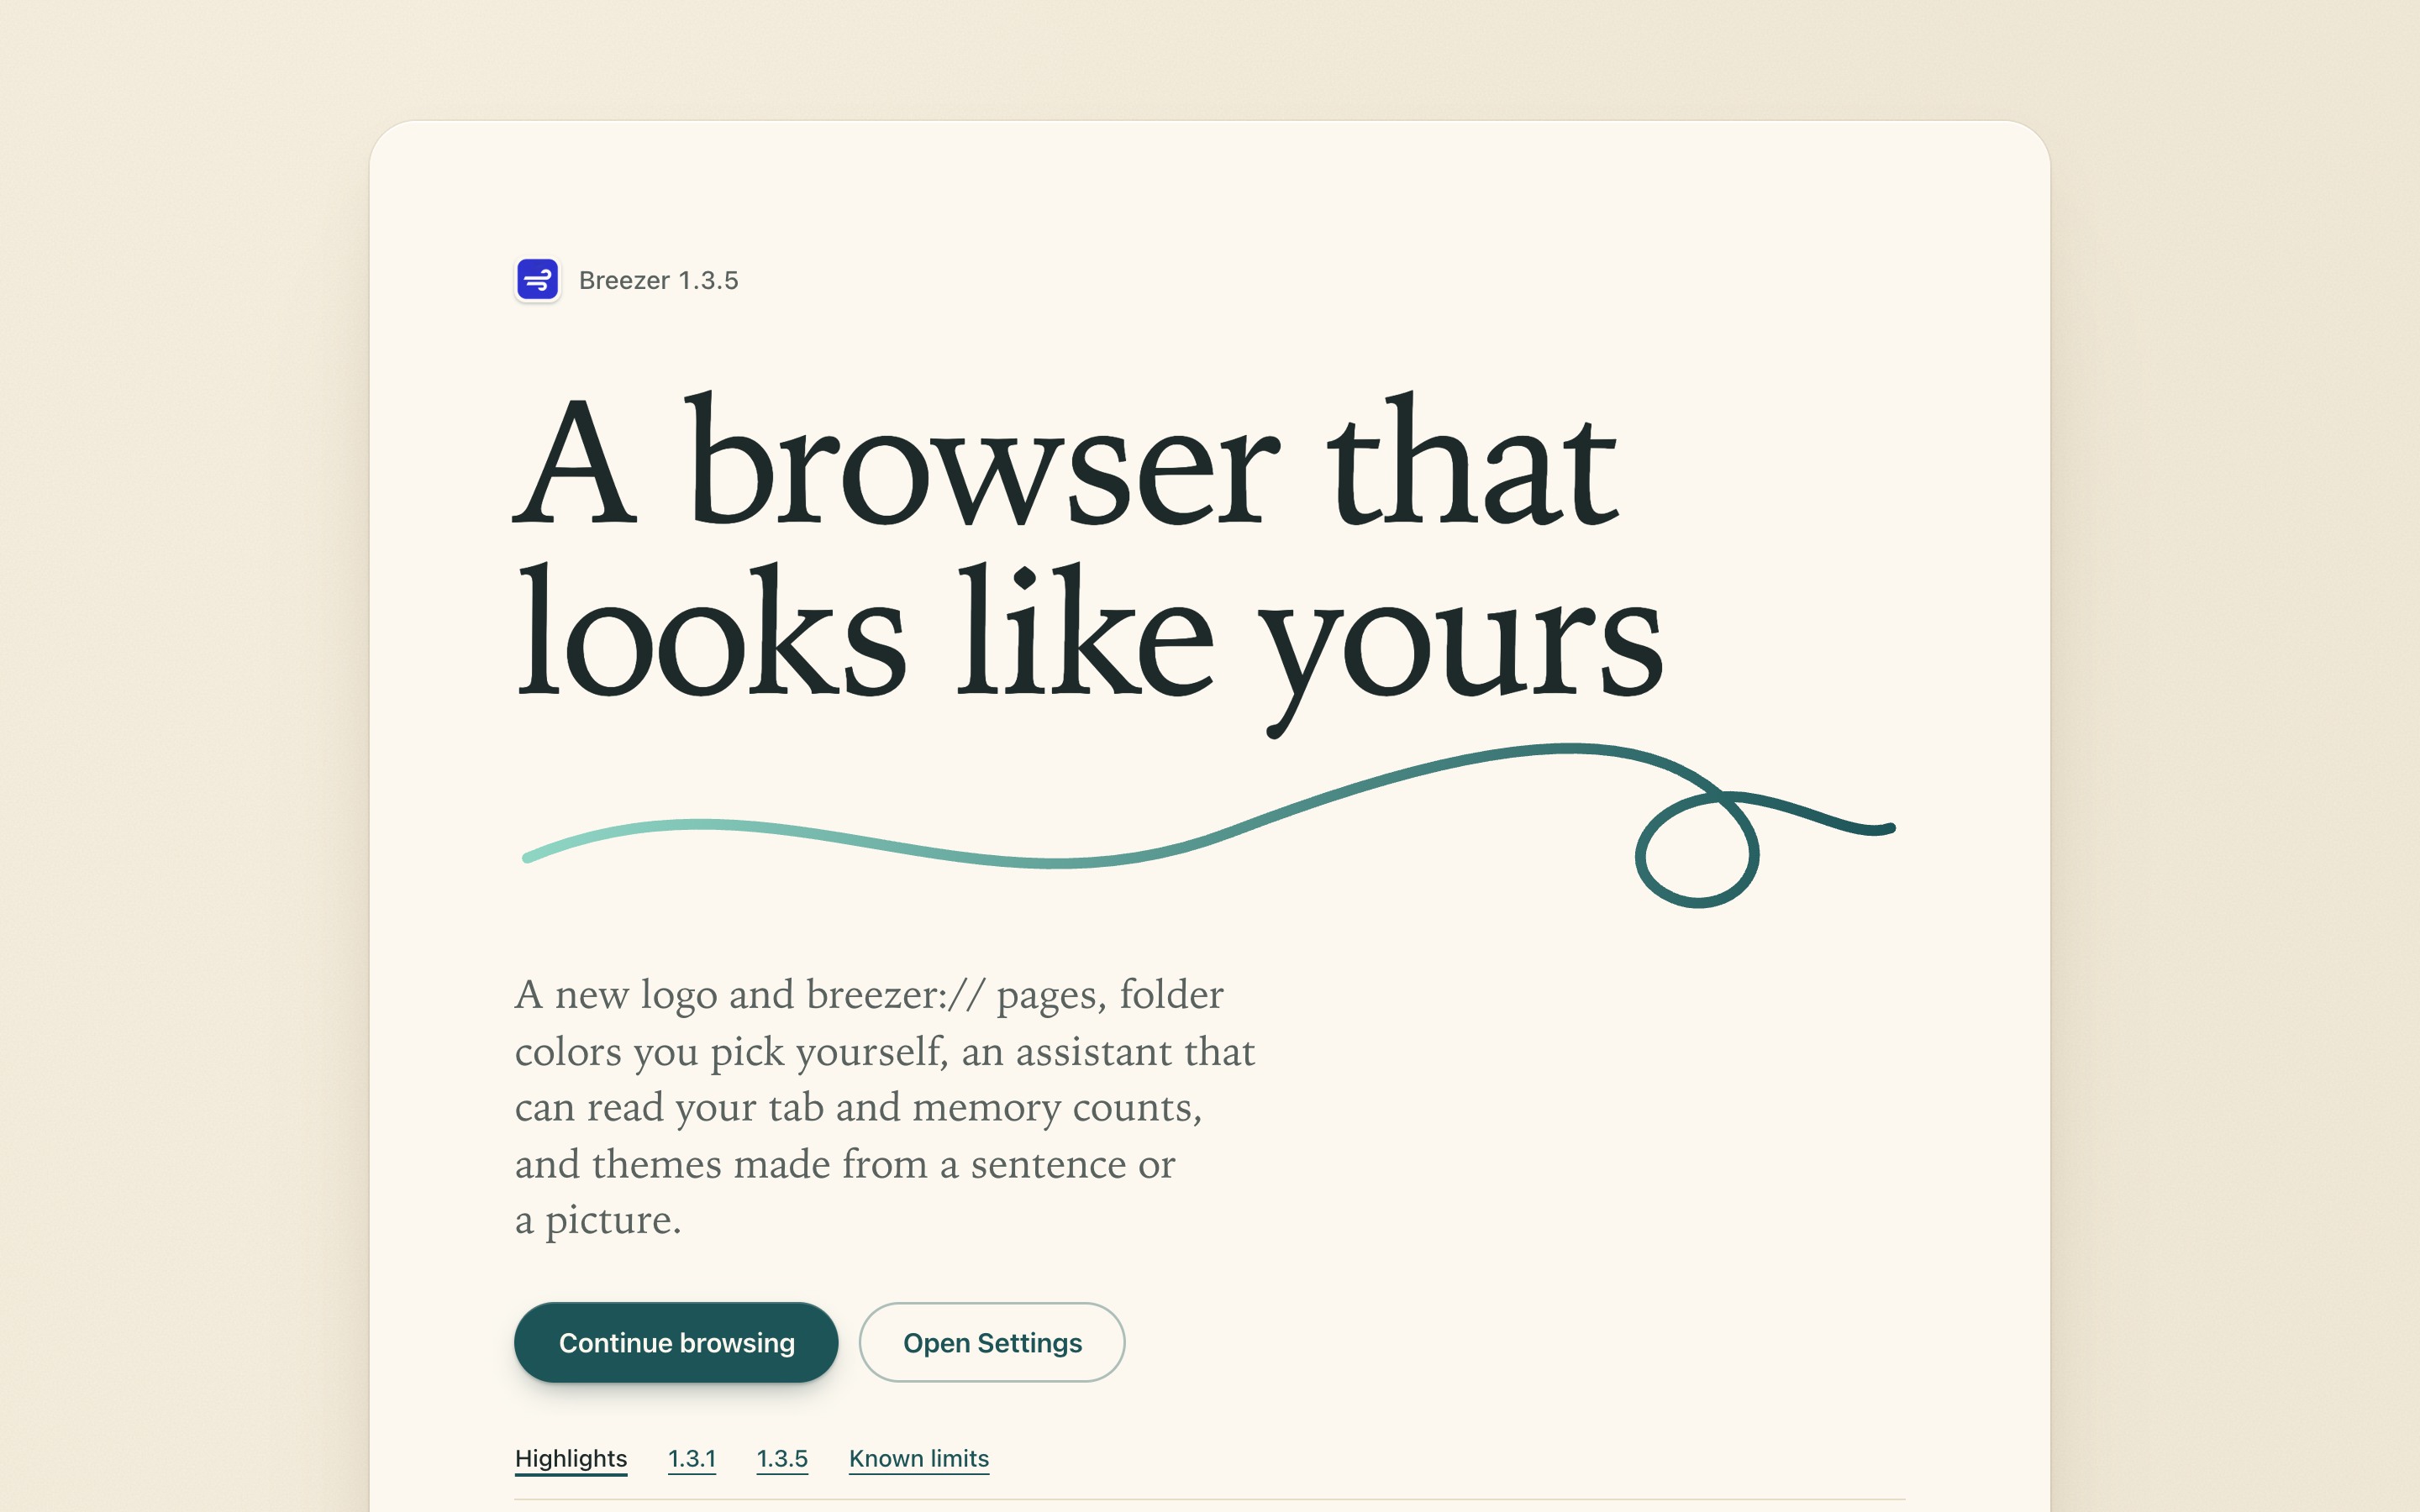 Breezer 1.3.5
A browser that
looks like yours
A new logo and breezer:// pages, folder
colors you pick yourself, an assistant that
can read your tab and memory counts,
and themes made from a sentence or
a picture.
Continue browsing
Open Settings
Highlights
1.3.1
1.3.5
Known limits